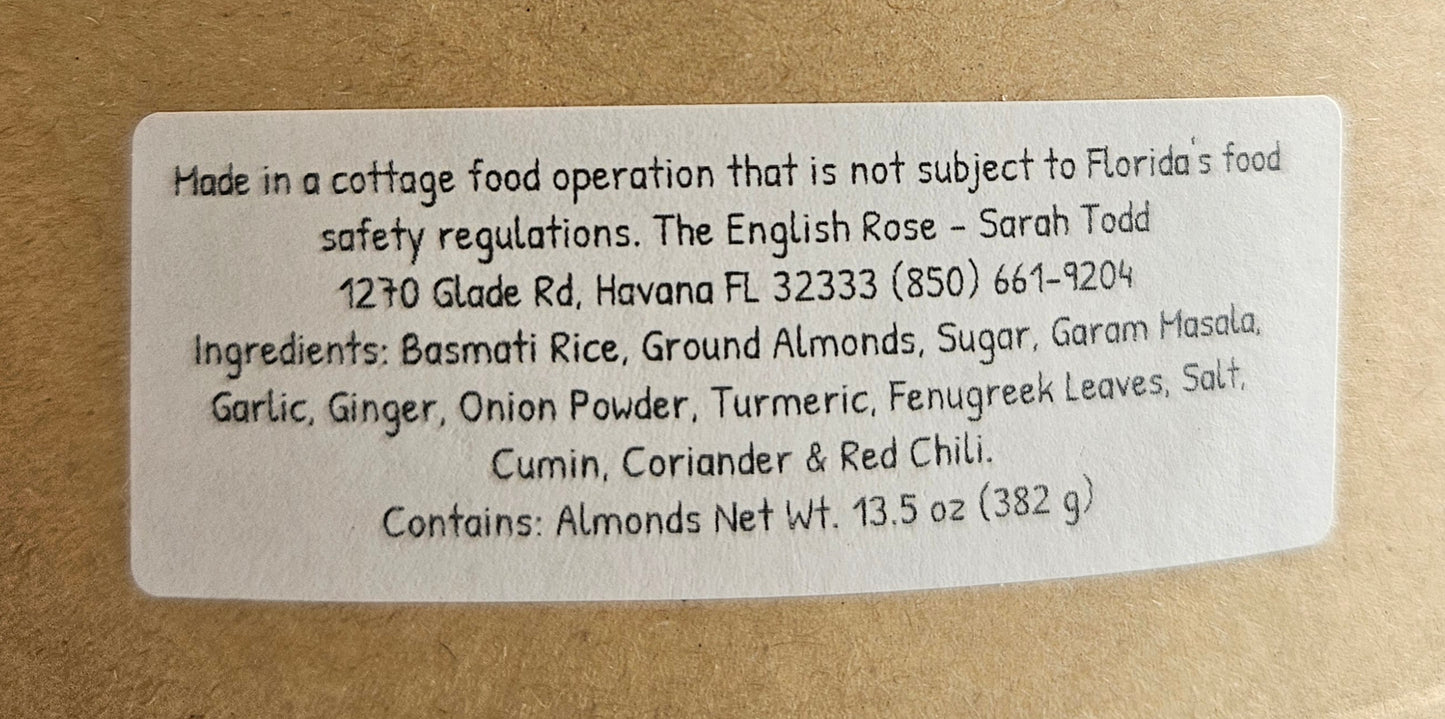 Made in a cottage food operation that is not subject to Florida's food
safety regulations. The English Rose - Sarah Todd
1270 Glade Rd, Havana FL 32333 (850) 661-9204
Ingredients: Basmati Rice, Ground Almonds, Sugar, Garam Masala,
Garlic, Ginger, Onion Powder, Turmeric, Fenugreek Leaves, Salt,
Cumin, Coriander & Red Chili.
Contains: Almonds Net Wt. 13.5 oz (382 g)